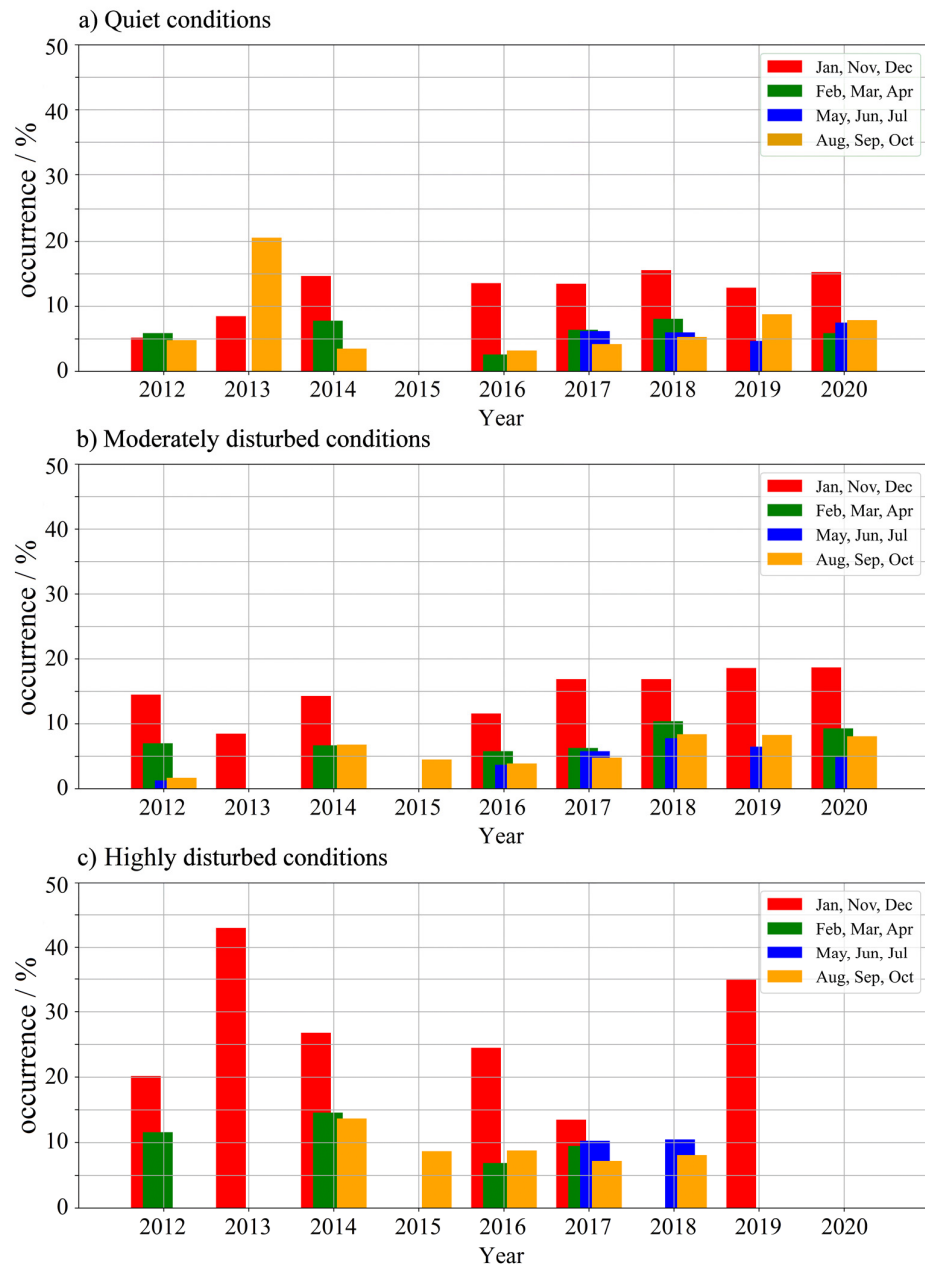 a) Quiet conditions
50
40
30
20
10
0
occurrence / %
Jan, Nov, Dec
Feb, Mar, Apr
May, Jun, Jul
Aug, Sep, Oct
2012 2013 2014 2015 2016 2017 2018 2019 2020
Year
b) Moderately disturbed conditions
50
40
30
20
10
0
occurrence / %
Jan, Nov, Dec
Feb, Mar, Apr
May, Jun, Jul
Aug, Sep, Oct
2012 2013 2014 2015 2016 2017 2018 2019 2020
Year
c) Highly disturbed conditions
50
40
30
20
10
0
occurrence / %
Jan, Nov, Dec
Feb, Mar, Apr
May, Jun, Jul
Aug, Sep, Oct
2012 2013 2014 2015 2016 2017 2018 2019 2020
Year